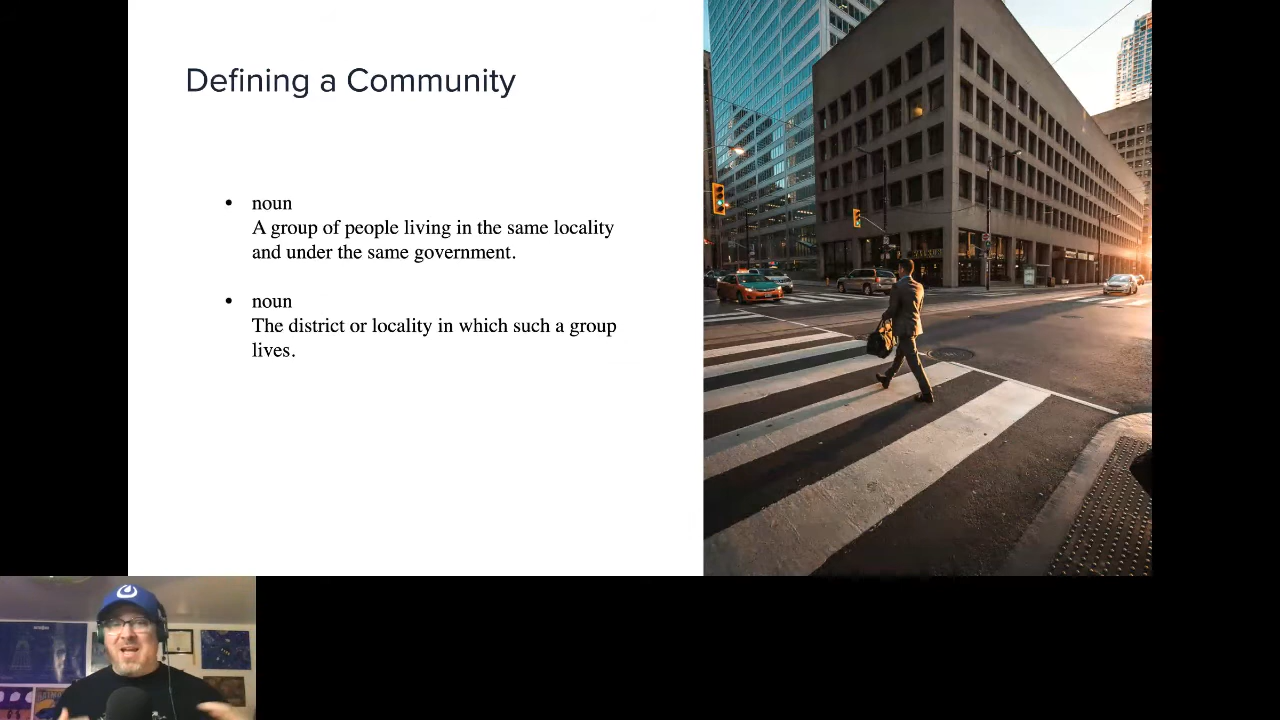 Defining a Community
• noun
A group of people living in the same locality
and under the same government.
• noun
The district or locality in which such a group
lives.